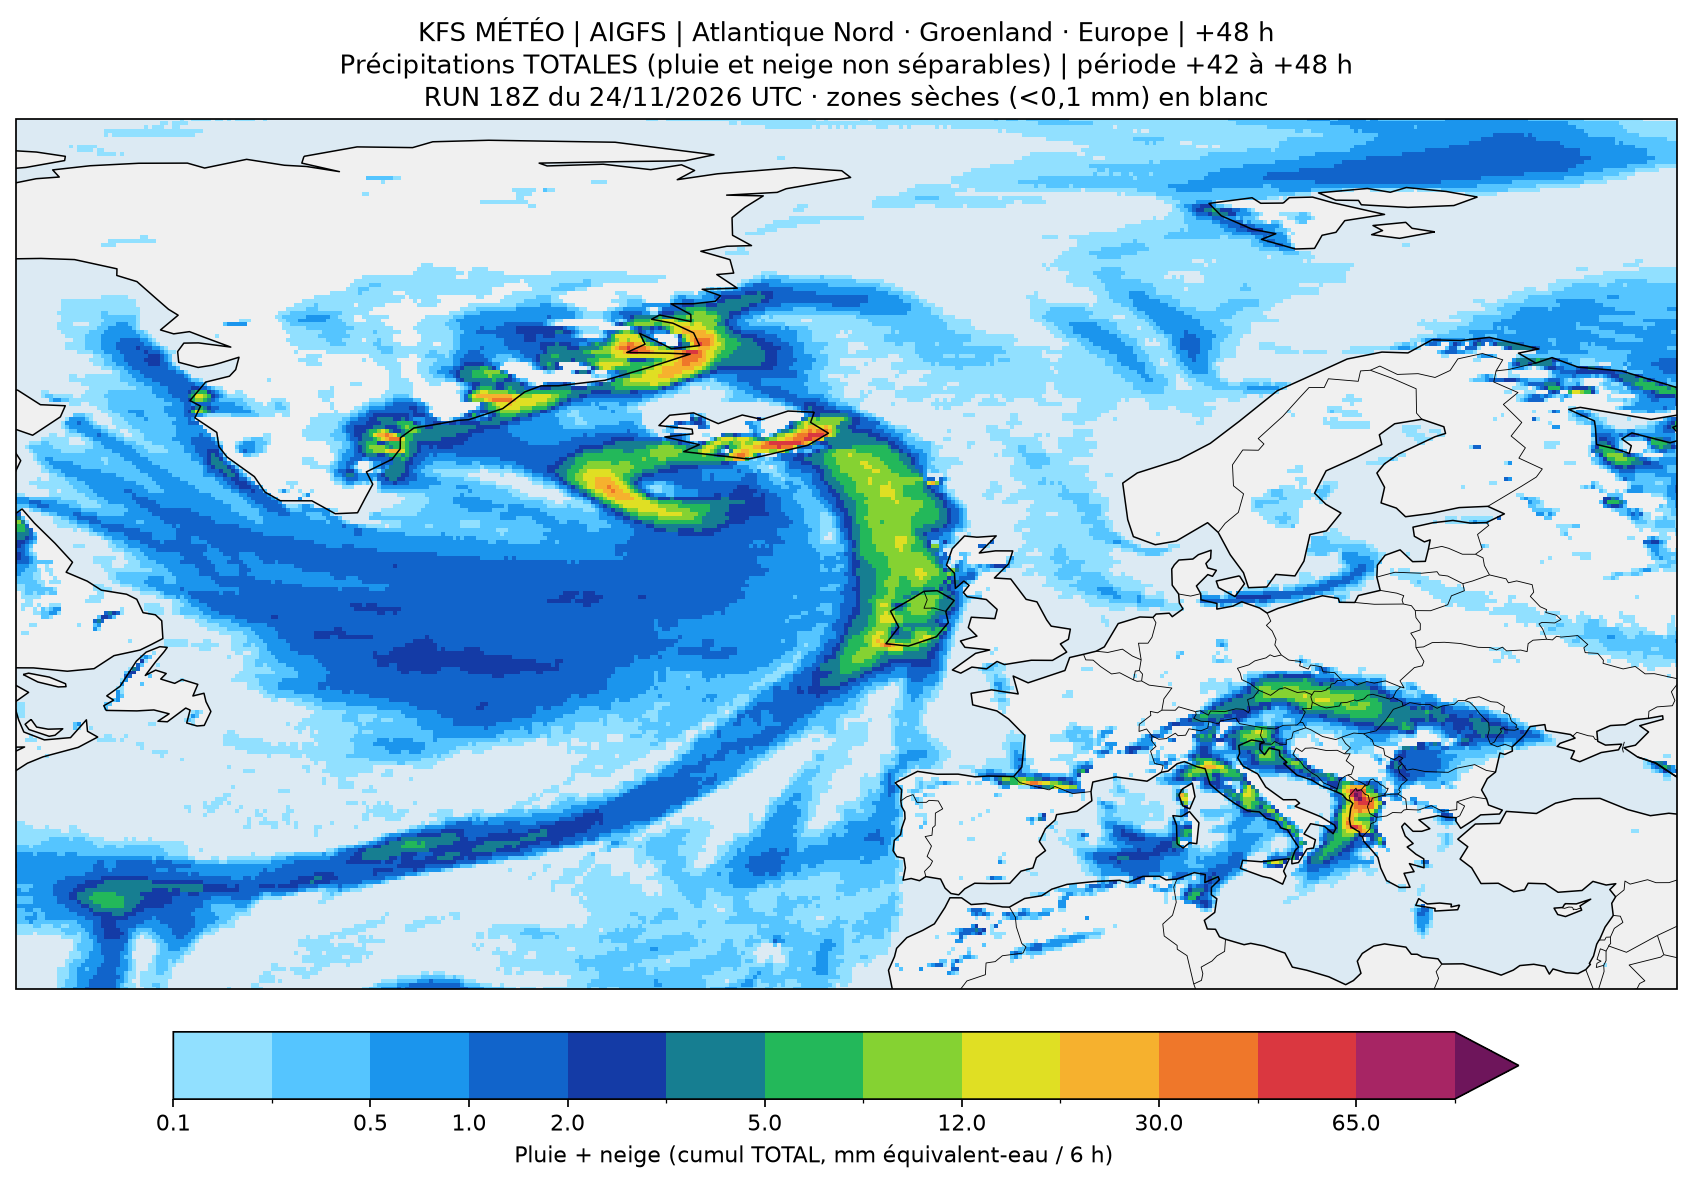 KFS MÉTÉO | AIGFS | Atlantique Nord · Groenland · Europe | +48 h
Précipitations TOTALES (pluie et neige non séparables) | période +42 à +48 h
RUN 18Z du 24/11/2026 UTC · zones sèches (<0,1 mm) en blanc
0.1 0.5 1.0 2.0 5.0 12.0 30.0 65.0
Pluie + neige (cumul TOTAL, mm équivalent-eau / 6 h)